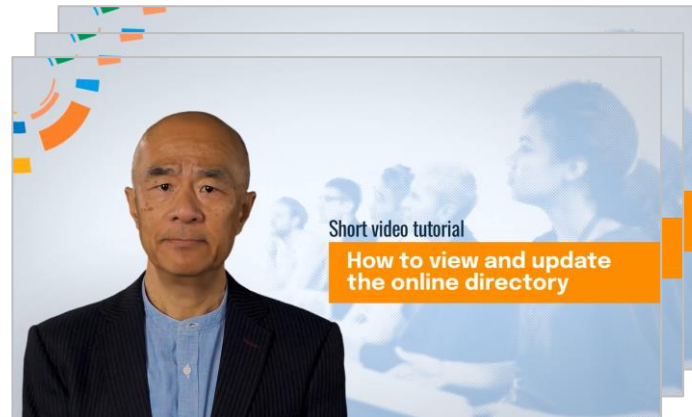 Short video tutorial
How to view and update
the online directory